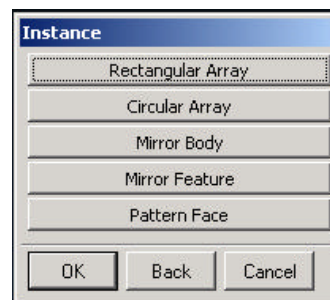 Instance
Rectangular Array
Circular Array
Mirror Body
Mirror Feature
Pattern Face
OK Back Cancel